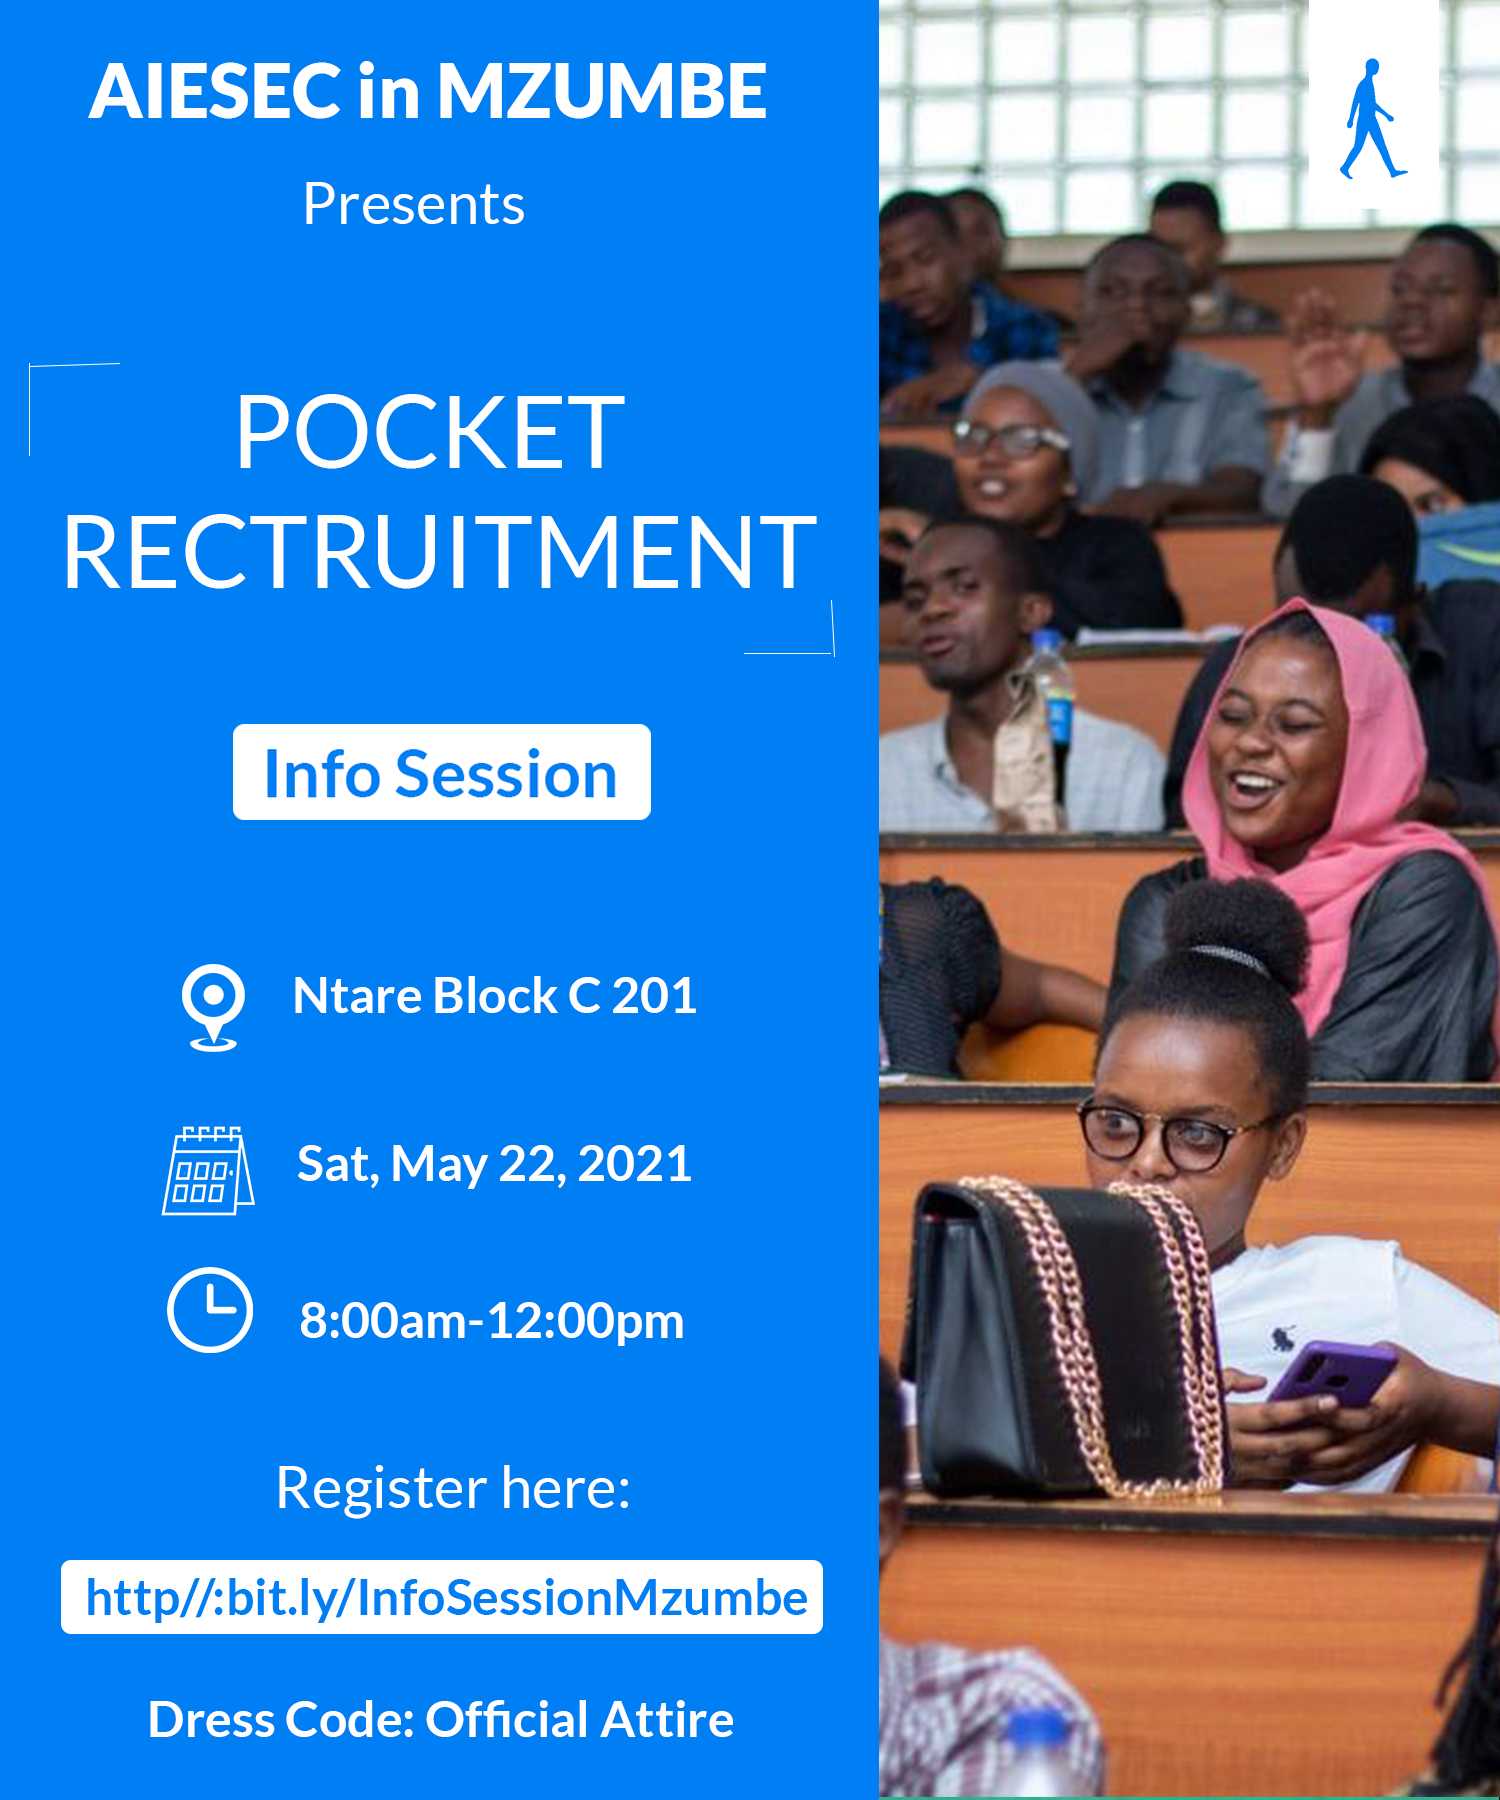 AIESEC in MZUMBE
Presents
POCKET
RECTRUITMENT
Info Session
Ntare Block C 201
Sat, May 22, 2021
8:00am-12:00pm
Register here:
http//:bit.ly/InfoSessionMzumbe
Dress Code: Official Attire